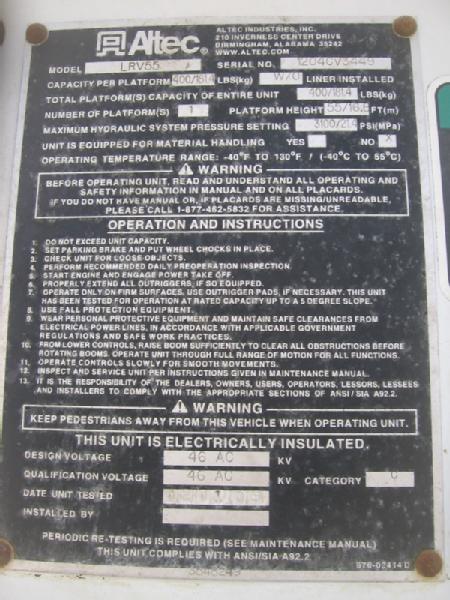 Altec
ALTEC INDUSTRIES, INC.
210 INVERNESS CENTER DRIVE
BIRMINGHAM, ALABAMA 35242
WWW.ALTEC.COM
MODEL LRV55 SERIAL NO. 1204CV3449
CAPACITY PER PLATFORM 400/181.4 LBS(kg) W/O LINER INSTALLED
TOTAL PLATFORM(S) CAPACITY OF ENTIRE UNIT 400/181.4 LBS(kg)
NUMBER OF PLATFORM(S) 1 PLATFORM HEIGHT 55/16.8 FT(m)
MAXIMUM HYDRAULIC SYSTEM PRESSURE SETTING 3100/21.4 PSI(MPa)
UNIT IS EQUIPPED FOR MATERIAL HANDLING YES NO X
OPERATING TEMPERATURE RANGE: -40°F TO 130°F / (-40°C TO 55°C)
WARNING
BEFORE OPERATING UNIT, READ AND UNDERSTAND ALL OPERATING AND
SAFETY INFORMATION IN MANUAL AND ON ALL PLACARDS.
IF YOU DO NOT HAVE MANUAL OR, IF PLACARDS ARE MISSING/UNREADABLE,
PLEASE CALL 1-877-462-5832 FOR ASSISTANCE.
OPERATION AND INSTRUCTIONS
1. DO NOT EXCEED UNIT CAPACITY.
2. SET PARKING BRAKE AND PUT WHEEL CHOCKS IN PLACE.
3. CHECK UNIT FOR LOOSE OBJECTS.
4. PERFORM RECOMMENDED DAILY PREOPERATION INSPECTION.
5. START ENGINE AND ENGAGE POWER TAKE OFF.
6. PROPERLY EXTEND ALL OUTRIGGERS, IF SO EQUIPPED.
7. OPERATE ONLY ON FIRM SURFACES, USE OUTRIGGER PADS, IF NECESSARY. THIS UNIT
HAS BEEN TESTED FOR OPERATION AT RATED CAPACITY UP TO A 5 DEGREE SLOPE.
8. USE FALL PROTECTION EQUIPMENT.
9. WEAR PERSONAL PROTECTIVE EQUIPMENT AND MAINTAIN SAFE CLEARANCES FROM
ELECTRICAL POWER LINES, IN ACCORDANCE WITH APPLICABLE GOVERNMENT
REGULATIONS AND SAFE WORK PRACTICES.
10. FROM LOWER CONTROLS, RAISE BOOM SUFFICIENTLY TO CLEAR ALL OBSTRUCTIONS BEFORE
ROTATING BOOMS. OPERATE UNIT THROUGH FULL RANGE OF MOTION FOR ALL FUNCTIONS.
11. OPERATE CONTROLS SLOWLY FOR SMOOTH MOVEMENTS.
12. INSPECT AND SERVICE UNIT PER INSTRUCTIONS GIVEN IN MAINTENANCE MANUAL.
13. IT IS THE RESPONSIBILITY OF THE DEALERS, OWNERS, USERS, OPERATORS, LESSORS, LESSEES
AND INSTALLERS TO COMPLY WITH THE APPROPRIATE SECTIONS OF ANSI/SIA A92.2.
WARNING
KEEP PEDESTRIANS AWAY FROM THIS VEHICLE WHEN OPERATING UNIT.
THIS UNIT IS ELECTRICALLY INSULATED.
DESIGN VOLTAGE 46 AC KV
QUALIFICATION VOLTAGE 46 AC KV CATEGORY C
DATE UNIT TESTED
INSTALLED BY
PERIODIC RE-TESTING IS REQUIRED (SEE MAINTENANCE MANUAL)
THIS UNIT COMPLIES WITH ANSI/SIA A92.2
970-02414 D